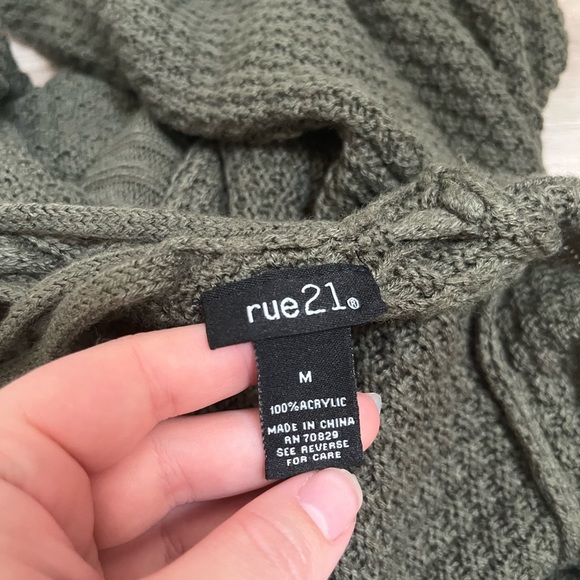 rue21®
M
100% ACRYLIC
MADE IN CHINA
RN 70829
SEE REVERSE
FOR CARE